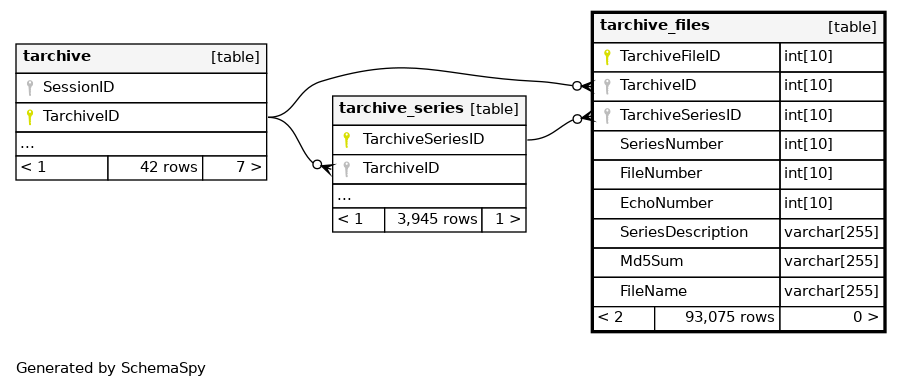 tarchive [table]
SessionID
TarchiveID
...
< 1 42 rows 7 >
tarchive_series [table]
TarchiveSeriesID
TarchiveID
...
< 1 3,945 rows 1 >
tarchive_files [table]
TarchiveFileID int[10]
TarchiveID int[10]
TarchiveSeriesID int[10]
SeriesNumber int[10]
FileNumber int[10]
EchoNumber int[10]
SeriesDescription varchar[255]
Md5Sum varchar[255]
FileName varchar[255]
< 2 93,075 rows 0 >
Generated by SchemaSpy